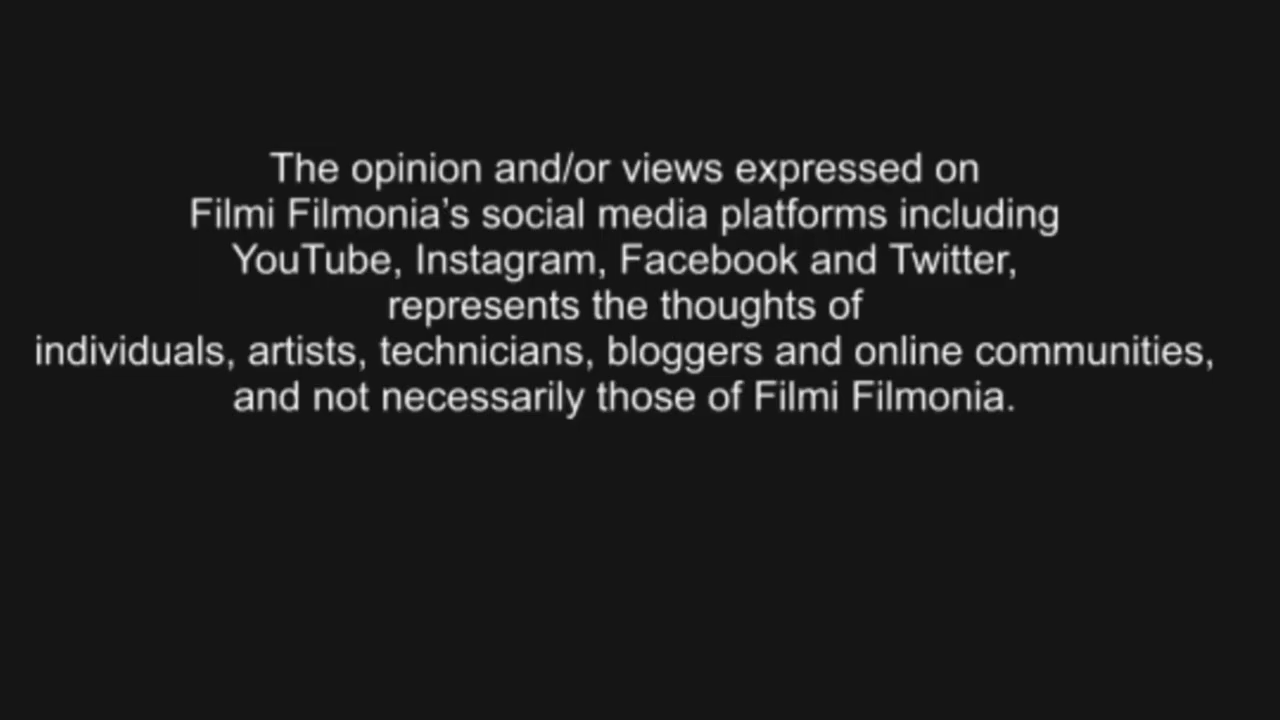 The opinion and/or views expressed on
Filmi Filmonia’s social media platforms including
YouTube, Instagram, Facebook and Twitter,
represents the thoughts of
individuals, artists, technicians, bloggers and online communities,
and not necessarily those of Filmi Filmonia.